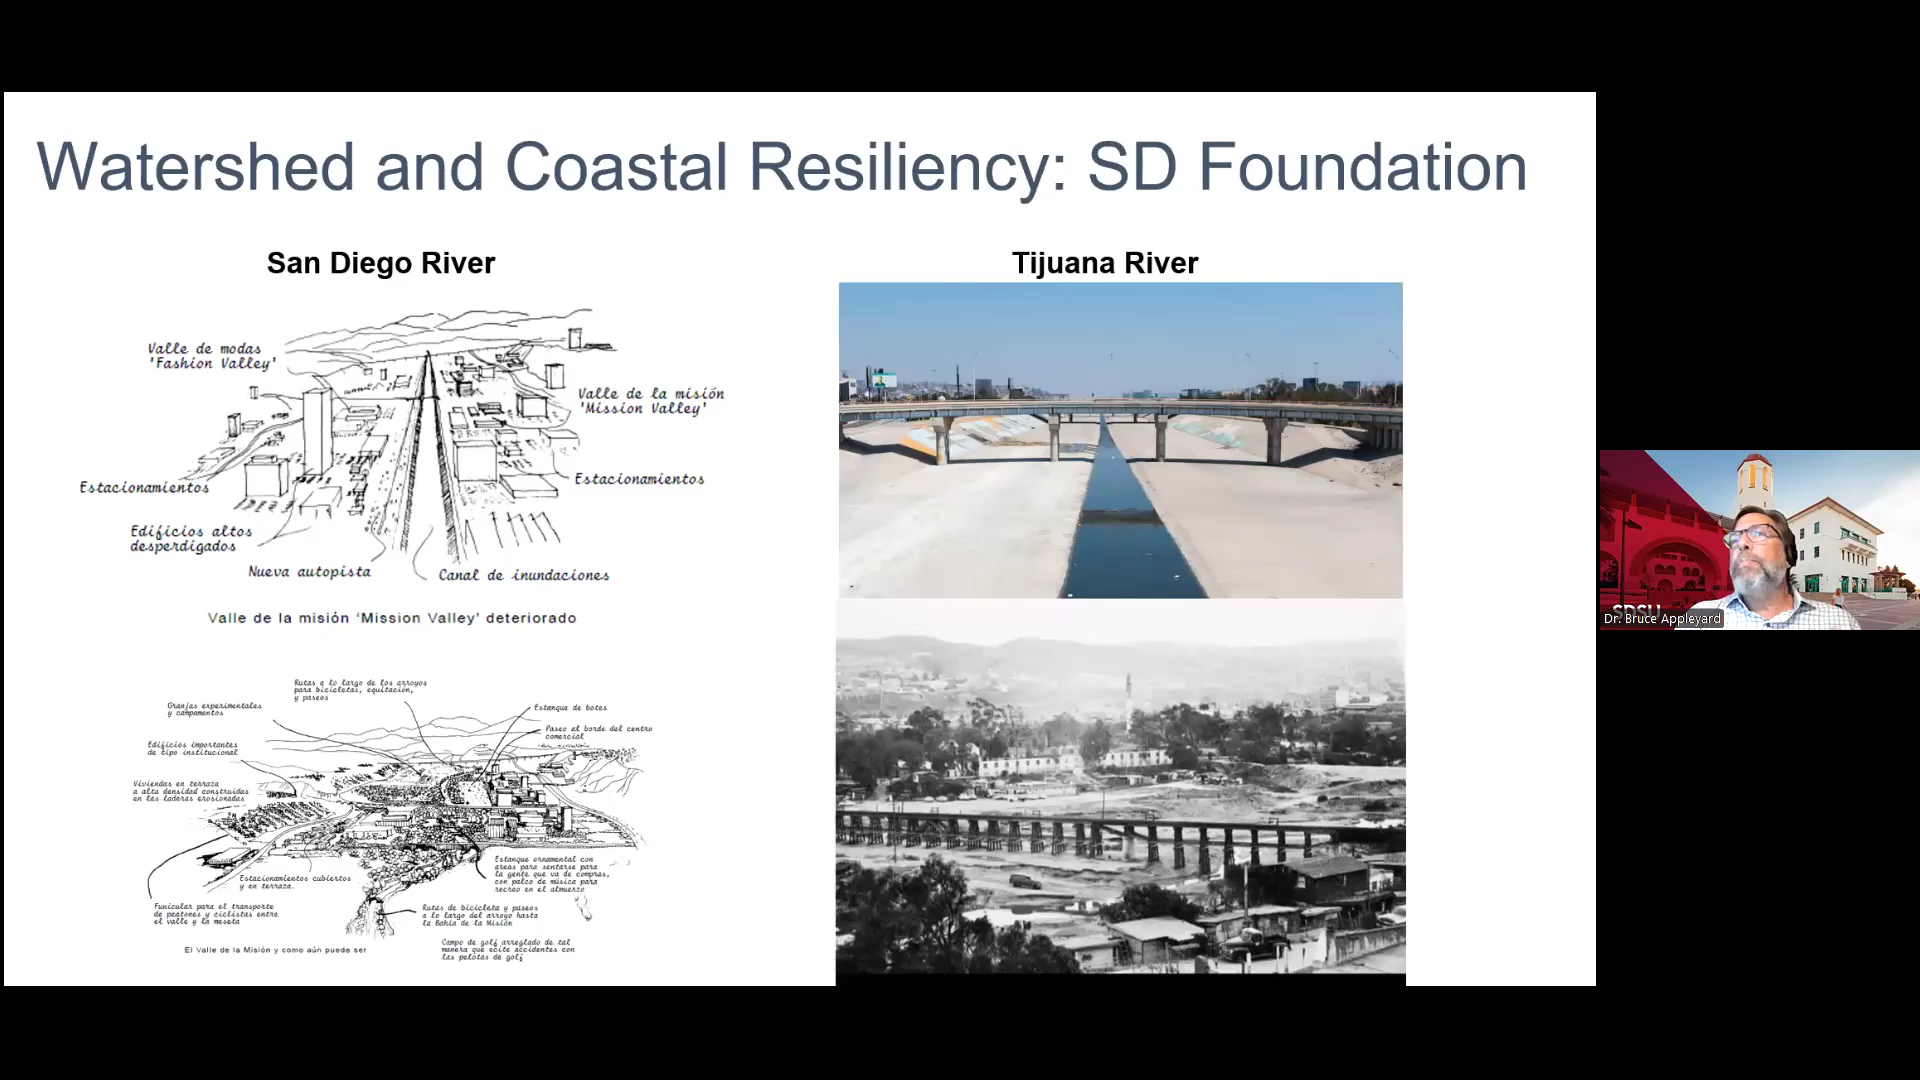 Watershed and Coastal Resiliency: SD Foundation
San Diego River
Valle de modas
'Fashion Valley'
Valle de la misión
'Mission Valley'
Estacionamientos
Estacionamientos
Edificios altos
desperdigados
Nueva autopista
Canal de inundaciones
Valle de la misión 'Mission Valley' deteriorado
Rutas a lo largo de los arroyos
para bicicletas, equitación,
y paseos
Granjas experimentales
y campamentos
Estanque de botes
Paseo al borde del centro
comercial
Edificios importantes
de tipo institucional
Viviendas en terraza
a alta densidad construidas
en las laderas erosionadas
Estanque ornamental con
areas para sentarse para
la gente que va de compras,
con palco de música para
recreo en el almuerzo
Estacionamientos cubiertos
y en terraza.
Funicular para el transporte
de peatones y ciclistas entre
el valle y la meseta
Rutas de bicicleta y paseos
a lo largo del arroyo hasta
la Bahía de la Misión
Campo de golf arreglado de tal
manera que evite accidentes con
las pelotas de golf
El Valle de la Misión y como aún puede ser
Tijuana River
SDSU
Dr. Bruce Appleyard